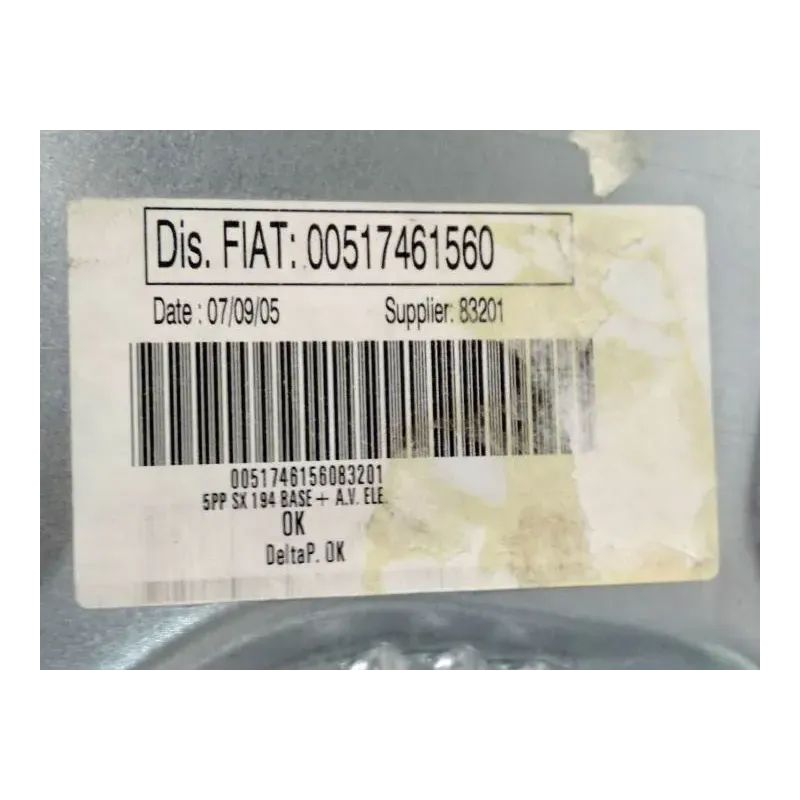 Dis. FIAT: 00517461560
Date : 07/09/05 Supplier: 83201
0051746156083201
5PP SX 194 BASE + A.V. ELE.
OK
DeltaP. OK